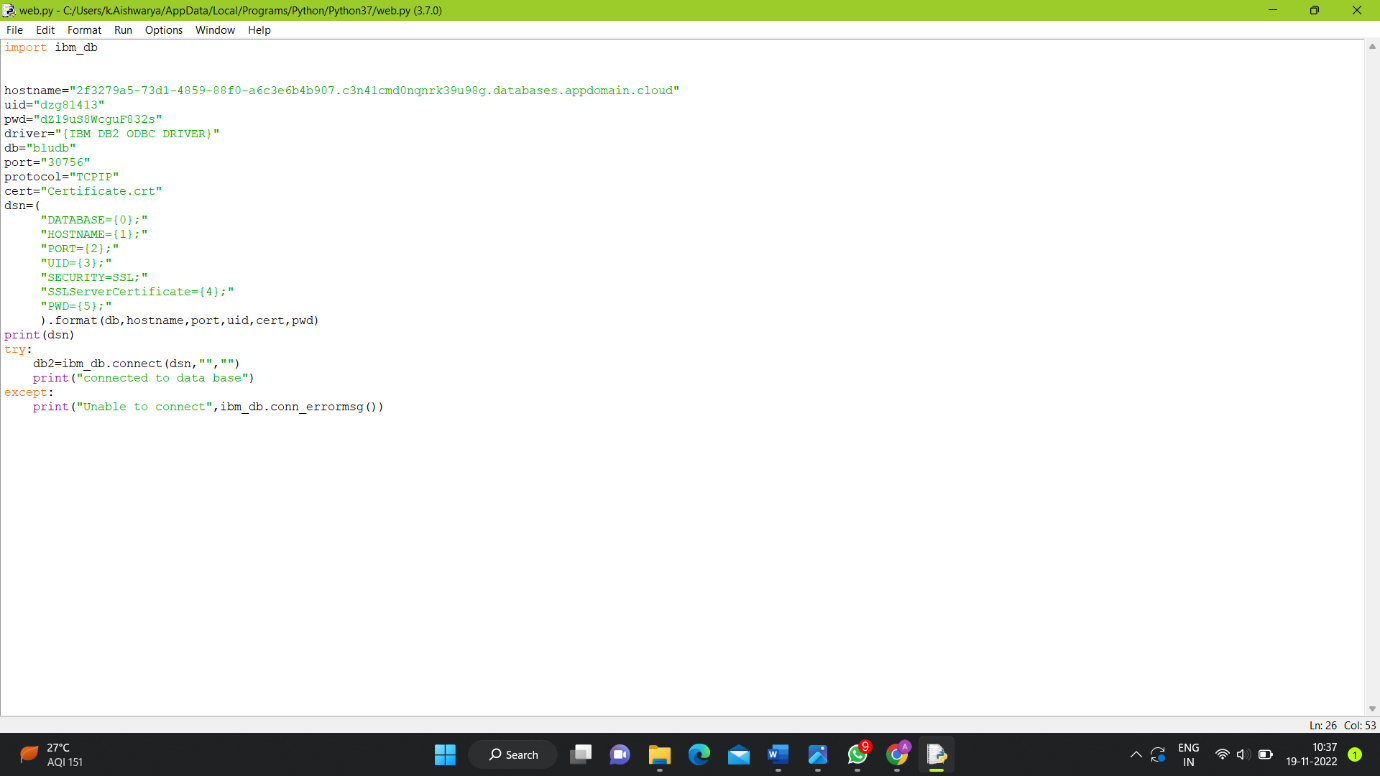 web.py - C:/Users/k.Aishwarya/AppData/Local/Programs/Python/Python37/web.py (3.7.0)
File Edit Format Run Options Window Help
import ibm_db
hostname="2f3279a5-73d1-4859-88f0-a6c3e6b4b907.c3n41cmd0nqnrk39u98g.databases.appdomain.cloud"
uid="dzg81413"
pwd="dZ19uS8WcguF832s"
driver="{IBM DB2 ODBC DRIVER}"
db="bludb"
port="30756"
protocol="TCPIP"
cert="Certificate.crt"
dsn=(
"DATABASE={0};"
"HOSTNAME={1};"
"PORT={2};"
"UID={3};"
"SECURITY=SSL;"
"SSLServerCertificate={4};"
"PWD={5};"
).format(db,hostname,port,uid,cert,pwd)
print(dsn)
try:
db2=ibm_db.connect(dsn,"","")
print("connected to data base")
except:
print("Unable to connect",ibm_db.conn_errormsg())
Ln: 26 Col: 53
27°C
AQI 151
Search
W
9
A
ENG
IN
10:37
19-11-2022
1